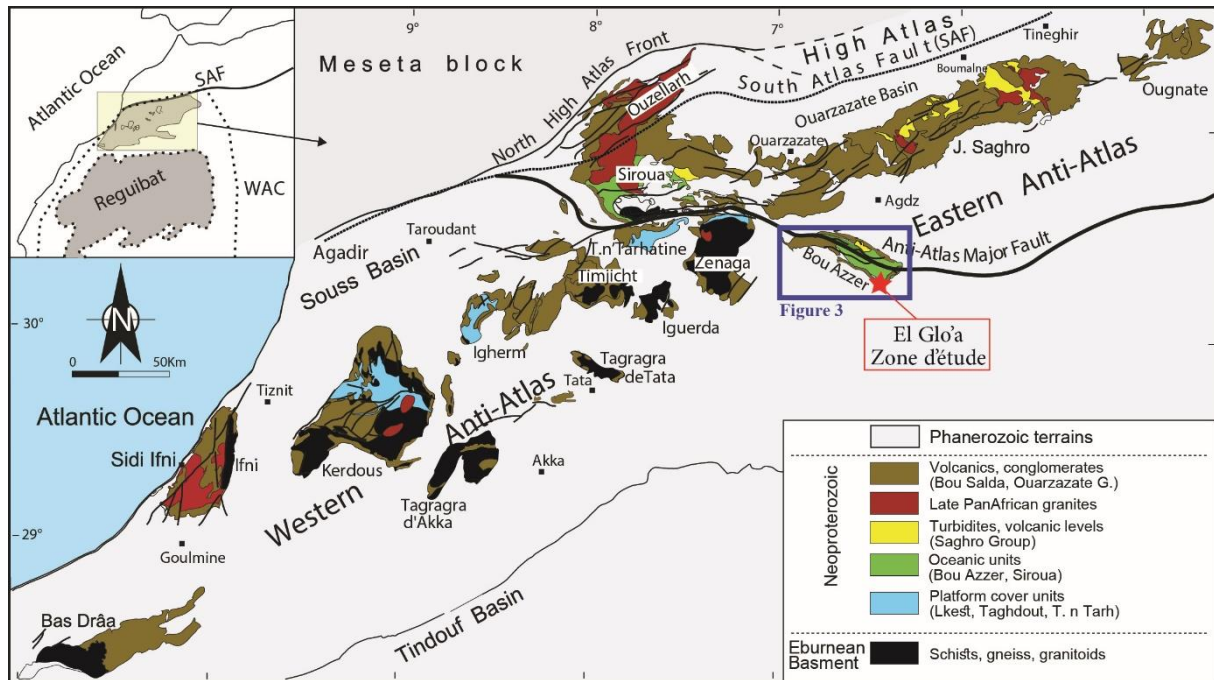 9°
8°
7°
Atlantic Ocean
SAF
Reguibat
WAC
Meseta block
North High Atlas Front
High Atlas
South Atlas Fault (SAF)
Tineghir
Boumalne
Ouzellarh
Ouarzazate Basin
Ougnate
Ouarzazate
J. Saghro
Siroua
Agdz
Eastern Anti-Atlas
Agadir
Taroudant
Souss Basin
T.n'Tarhatine
Zenaga
Anti-Atlas Major Fault
Bou Azzer
Timjicht
Figure 3
Iguerda
Igherm
El Glo'a
Zone d'étude
N
0 50Km
30°
Tagragra
deTata
Tata
Tiznit
Atlantic Ocean
Anti-Atlas
Sidi Ifni
Ifni
Kerdous
Akka
Western
Tagragra
d'Akka
29°
Goulmine
Bas Drâa
Tindouf Basin
Phanerozoic terrains
Neoproterozoic
Volcanics, conglomerates
(Bou Salda, Ouarzazate G.)
Late PanAfrican granites
Turbidites, volcanic levels
(Saghro Group)
Oceanic units
(Bou Azzer, Siroua)
Platform cover units
(Lkest, Taghdout, T. n Tarh)
Eburnean
Basment
Schists, gneiss, granitoids
9°
8°
7°